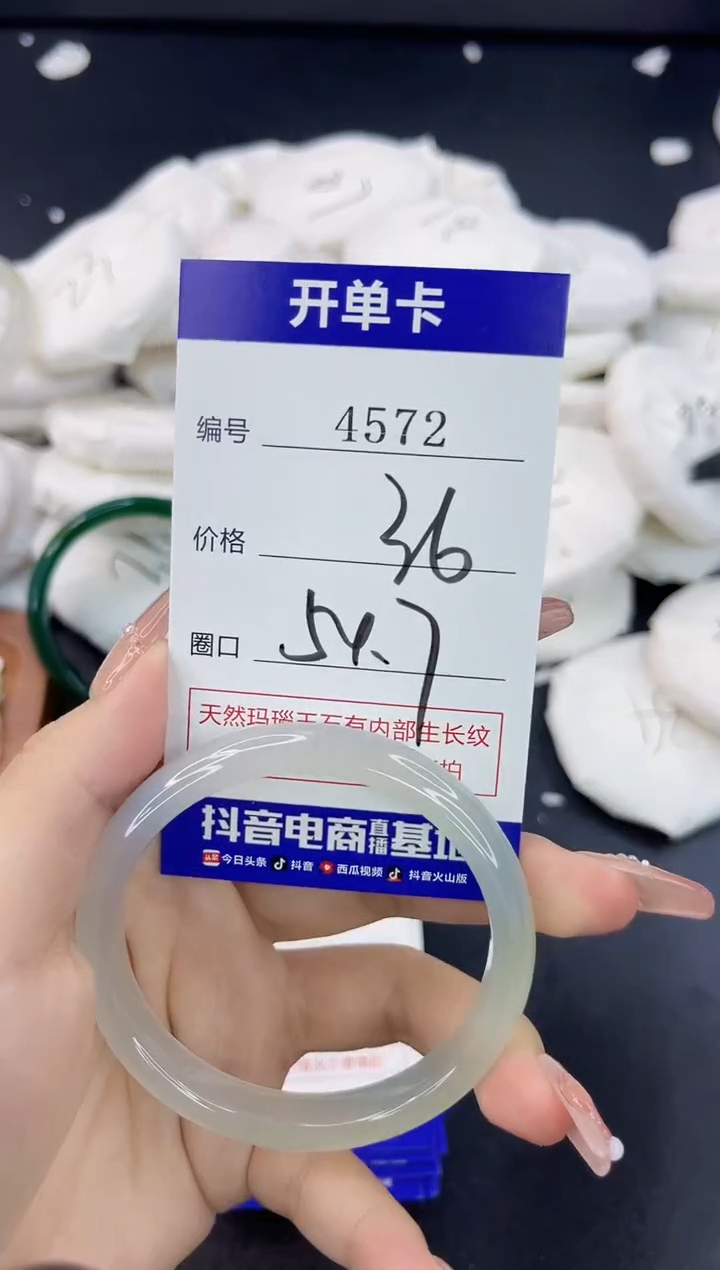 开单卡
编号 4572
价格 36
圈口 54.7
天然玛瑙玉石有内部生长纹
拍
抖音电商直播基地
今日头条 抖音 西瓜视频 抖音火山版